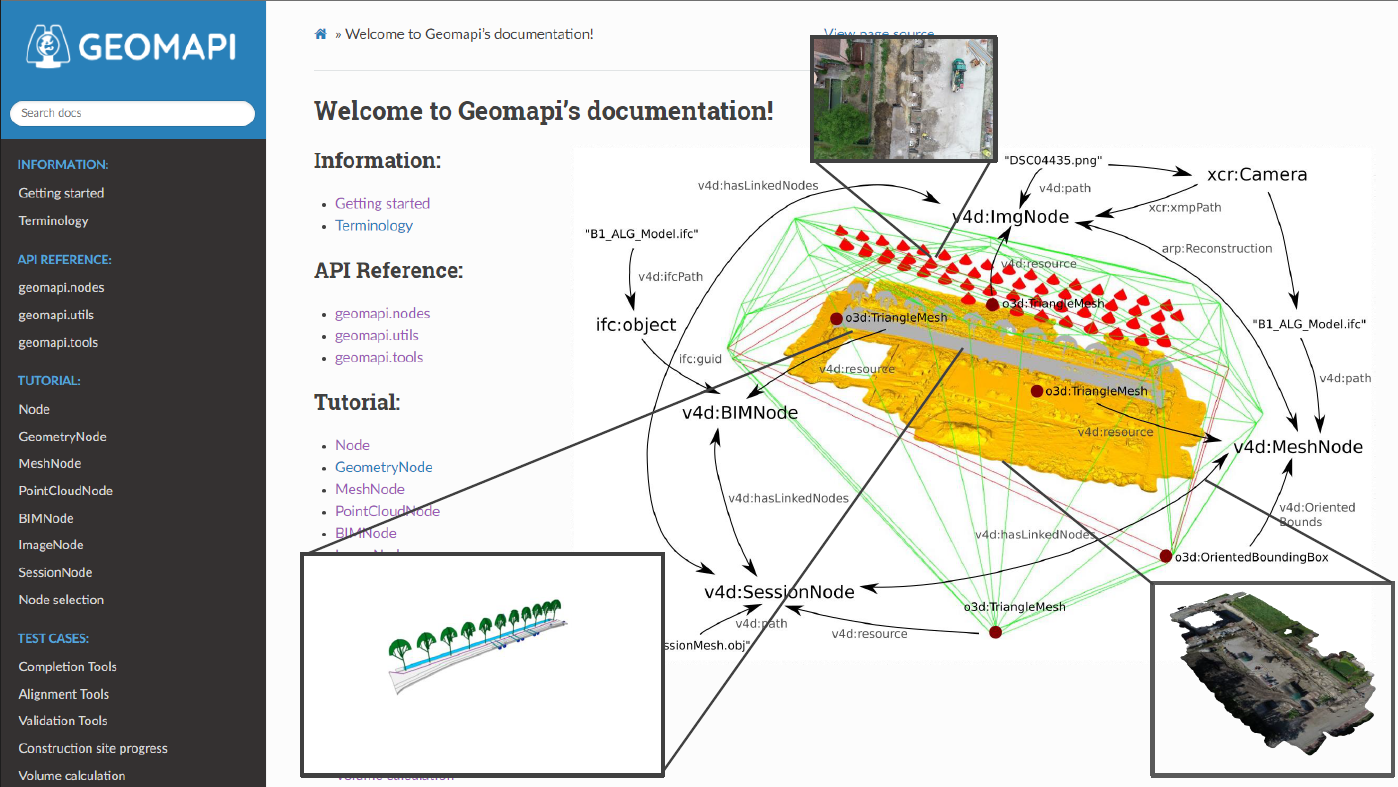 GEOMAPI
Search docs
INFORMATION:
Getting started
Terminology
API REFERENCE:
geomapi.nodes
geomapi.utils
geomapi.tools
TUTORIAL:
Node
GeometryNode
MeshNode
PointCloudNode
BIMNode
ImageNode
SessionNode
Node selection
TEST CASES:
Completion Tools
Alignment Tools
Validation Tools
Construction site progress
Volume calculation
» Welcome to Geomapi's documentation!
View page source
Welcome to Geomapi's documentation!
Information:
• Getting started
• Terminology
API Reference:
• geomapi.nodes
• geomapi.utils
• geomapi.tools
Tutorial:
• Node
• GeometryNode
• MeshNode
• PointCloudNode
• BIMNode
"DSC04435.png"
xcr:Camera
v4d:hasLinkedNodes
v4d:path
xcr:xmpPath
v4d:ImgNode
"B1_ALG_Model.ifc"
arp:Reconstruction
v4d:resource
v4d:ifcPath
o3d:TriangleMesh
o3d:TriangleMesh
ifc:object
"B1_ALG_Model.ifc"
ifc:guid
v4d:resource
v4d:path
o3d:TriangleMesh
v4d:BIMNode
v4d:resource
v4d:MeshNode
v4d:hasLinkedNodes
v4d:Oriented
Bounds
v4d:hasLinkedNodes
o3d:OrientedBoundingBox
v4d:SessionNode
o3d:TriangleMesh
v4d:path
v4d:resource
ssionMesh.obj"